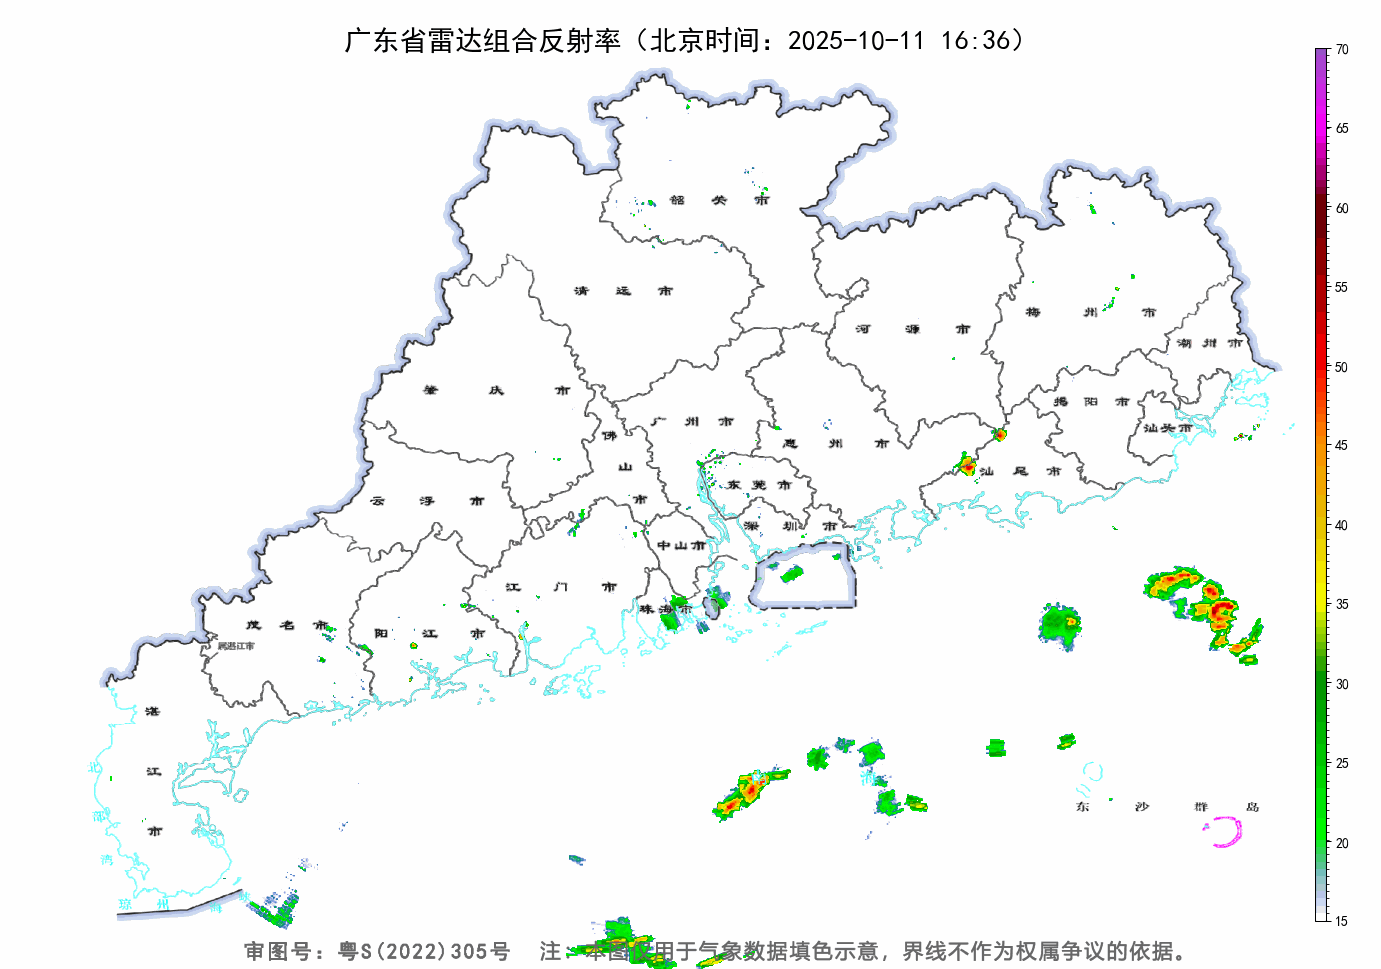 广东省雷达组合反射率（北京时间：2025-10-11 16:36）
70
65
60
55
50
45
40
35
30
25
20
15
韶关市
清远市
河源市
梅州市
潮州市
肇庆市
广州市
惠州市
揭阳市
汕头市
佛山市
云浮市
东莞市
汕尾市
深圳市
中山市
江门市
珠海市
茂名市
属湛江市
阳江市
湛江市
东沙群岛
北部湾
琼州海峡
南
审图号：粤S(2022)305号 注：本图仅用于气象数据填色示意，界线不作为权属争议的依据。